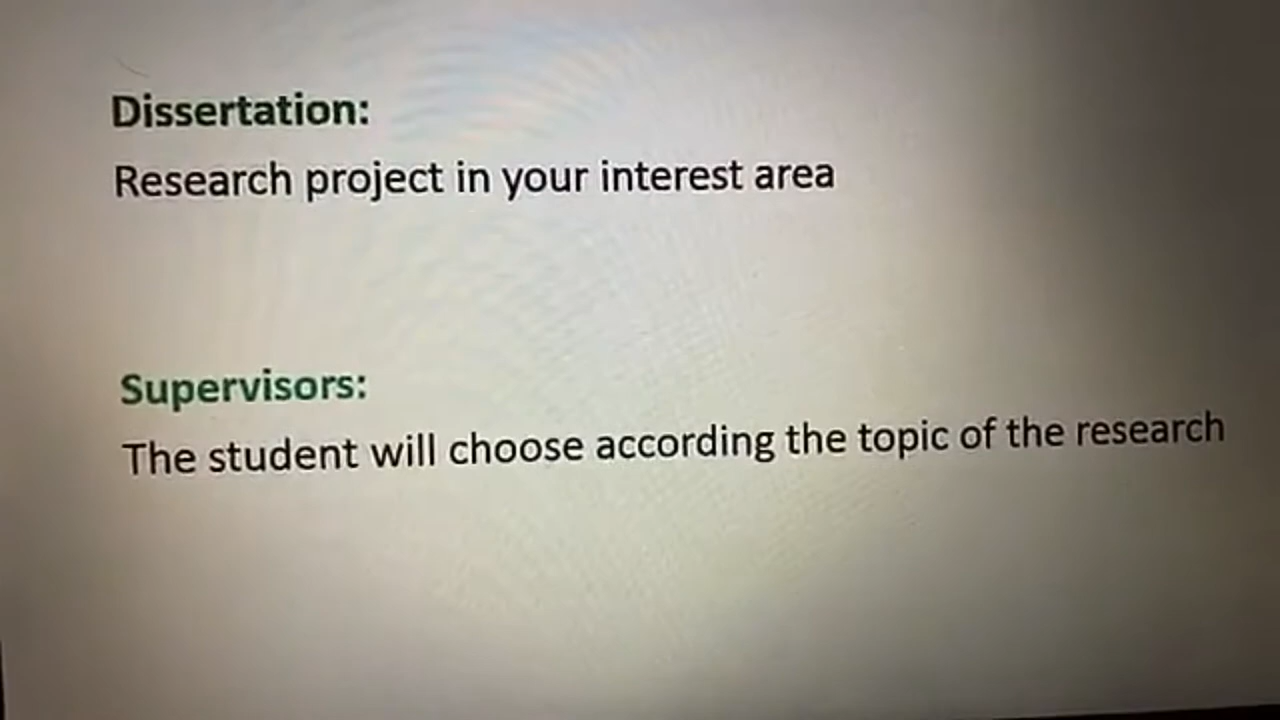 Dissertation:
Research project in your interest area
Supervisors:
The student will choose according the topic of the research